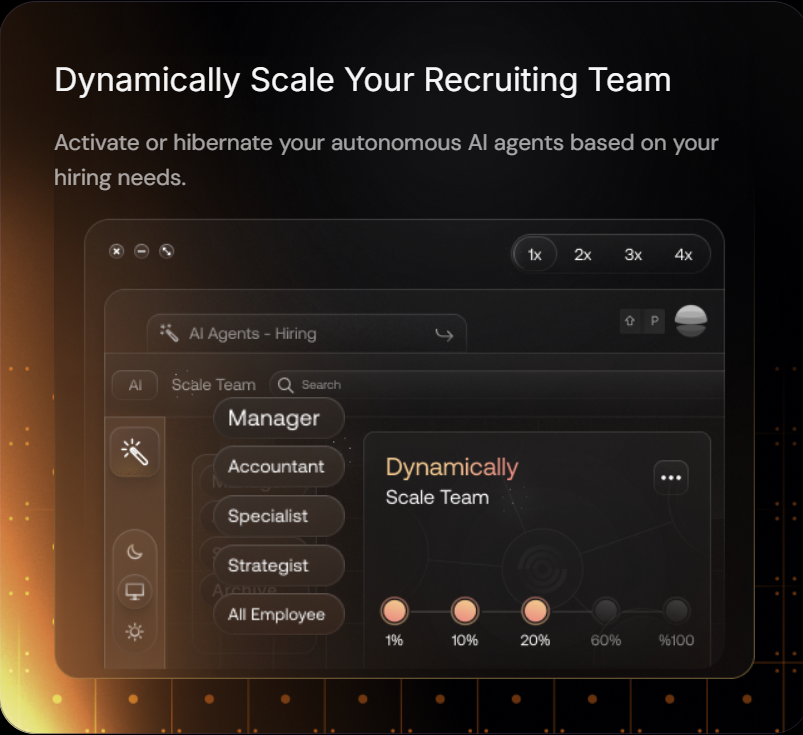 Dynamically Scale Your Recruiting Team
Activate or hibernate your autonomous AI agents based on your
hiring needs.
1x 2x 3x 4x
AI Agents - Hiring
P
AI Scale Team Search
Manager
Accountant
Specialist
Strategist
Archive
All Employee
Dynamically
Scale Team
1% 10% 20% 60% %100